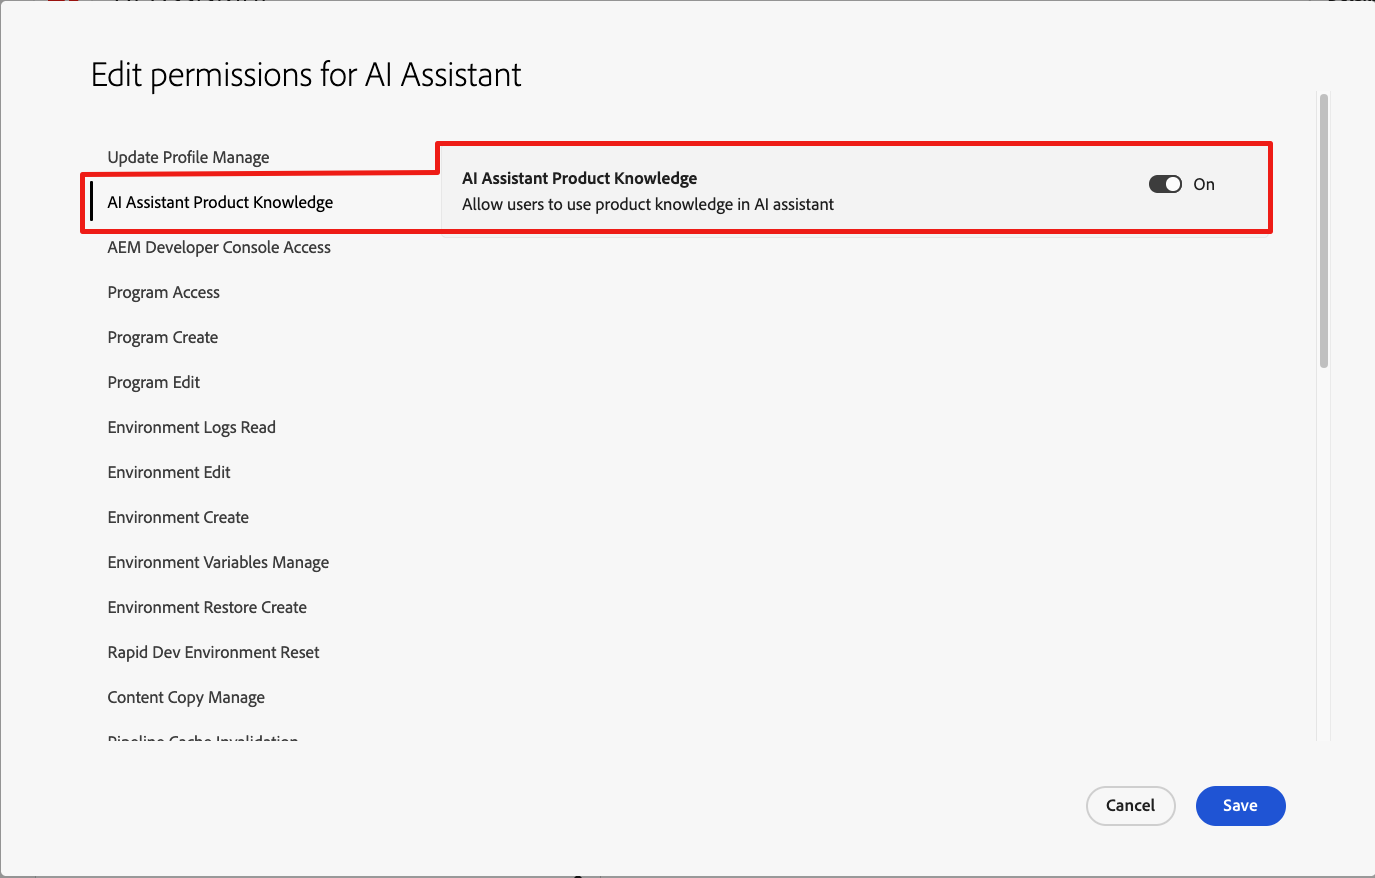 Edit permissions for AI Assistant
Update Profile Manage
AI Assistant Product Knowledge
AEM Developer Console Access
Program Access
Program Create
Program Edit
Environment Logs Read
Environment Edit
Environment Create
Environment Variables Manage
Environment Restore Create
Rapid Dev Environment Reset
Content Copy Manage
Pipeline Cache Invalidation
AI Assistant Product Knowledge
Allow users to use product knowledge in AI assistant
On
Cancel
Save